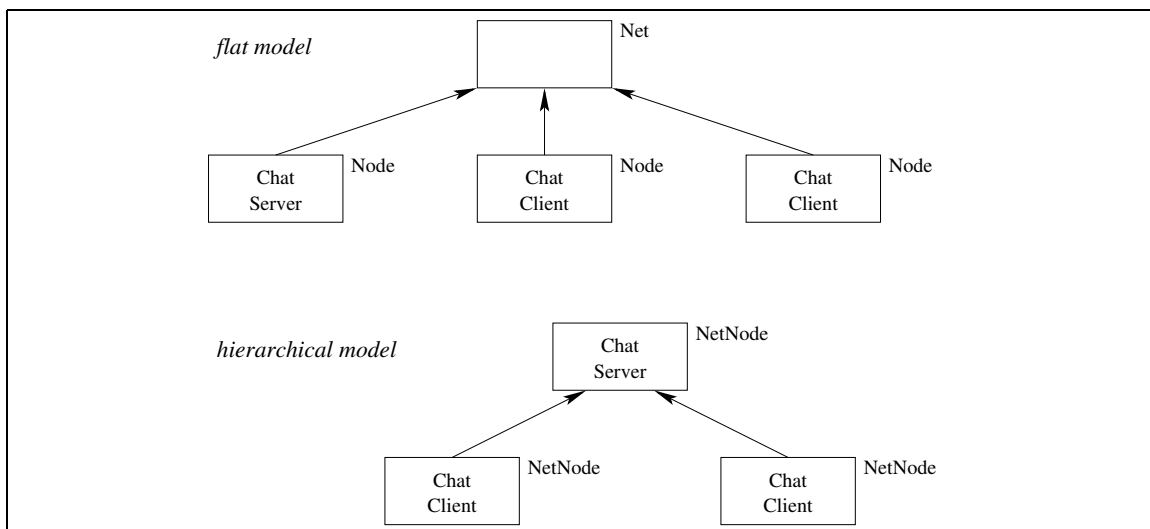 flat model
Net
Node
Node
Node
Chat
Server
Chat
Client
Chat
Client
hierarchical model
NetNode
Chat
Server
NetNode
NetNode
Chat
Client
Chat
Client